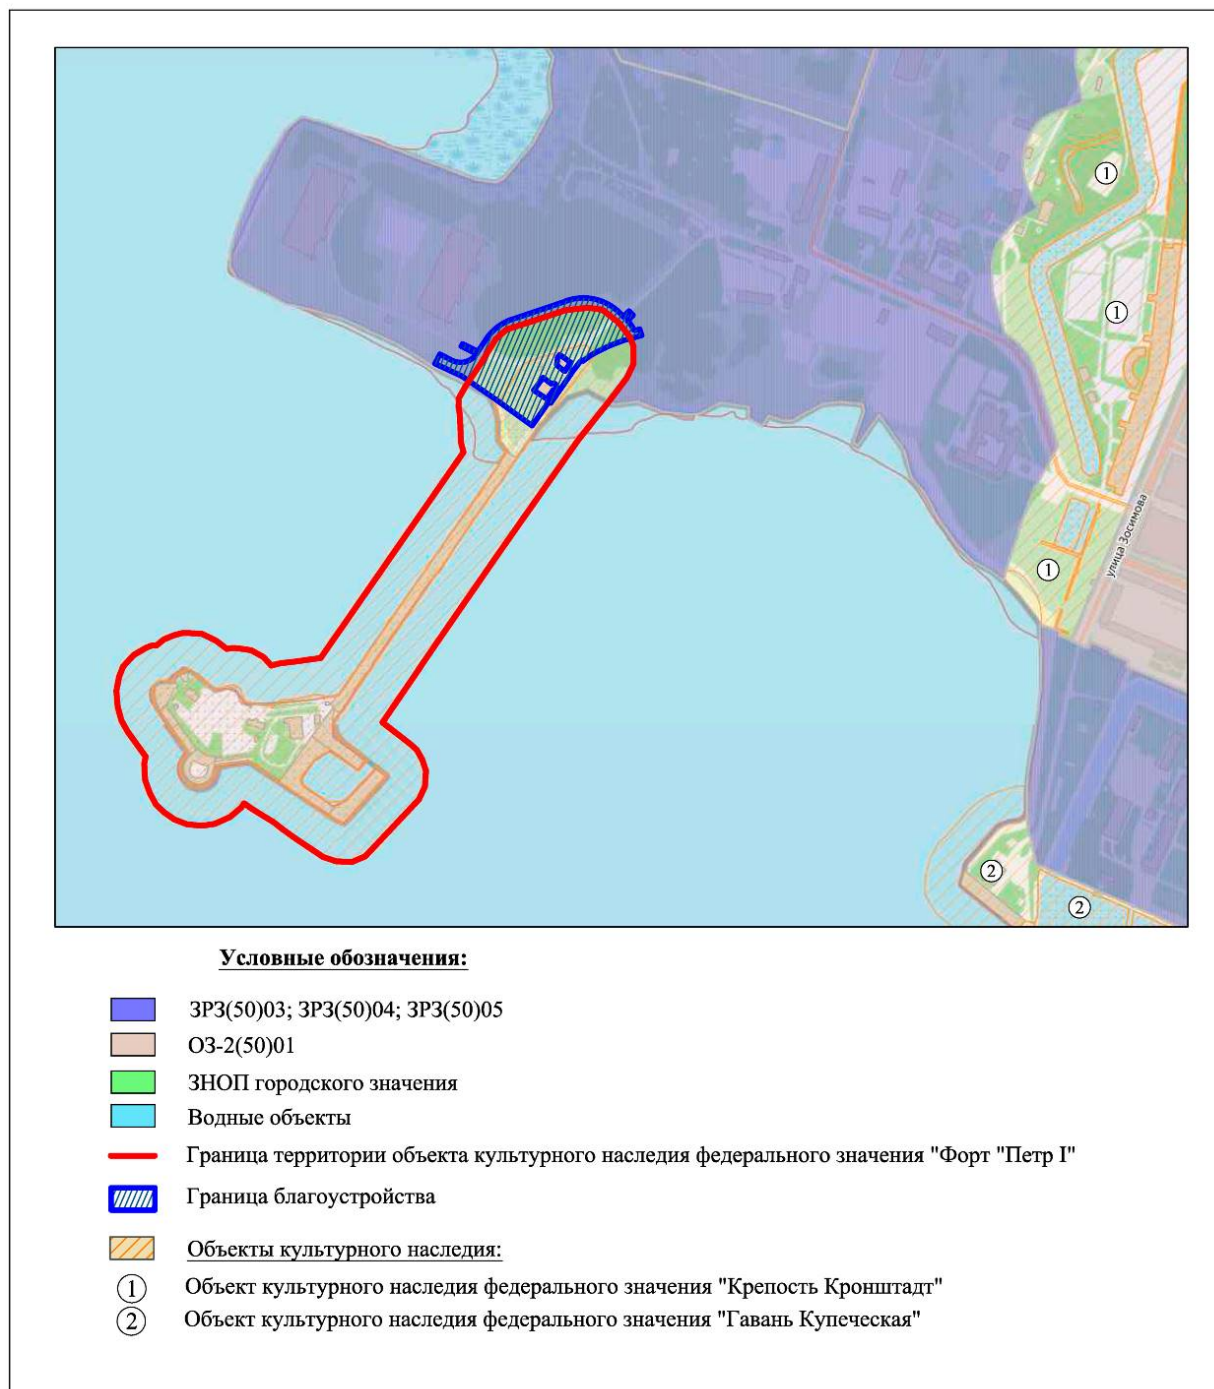 1
1
улица Зосимова
1
2
2
Условные обозначения:
ЗРЗ(50)03; ЗРЗ(50)04; ЗРЗ(50)05
ОЗ-2(50)01
ЗНОП городского значения
Водные объекты
Граница территории объекта культурного наследия федерального значения "Форт "Петр I"
Граница благоустройства
Объекты культурного наследия:
1 Объект культурного наследия федерального значения "Крепость Кронштадт"
2 Объект культурного наследия федерального значения "Гавань Купеческая"